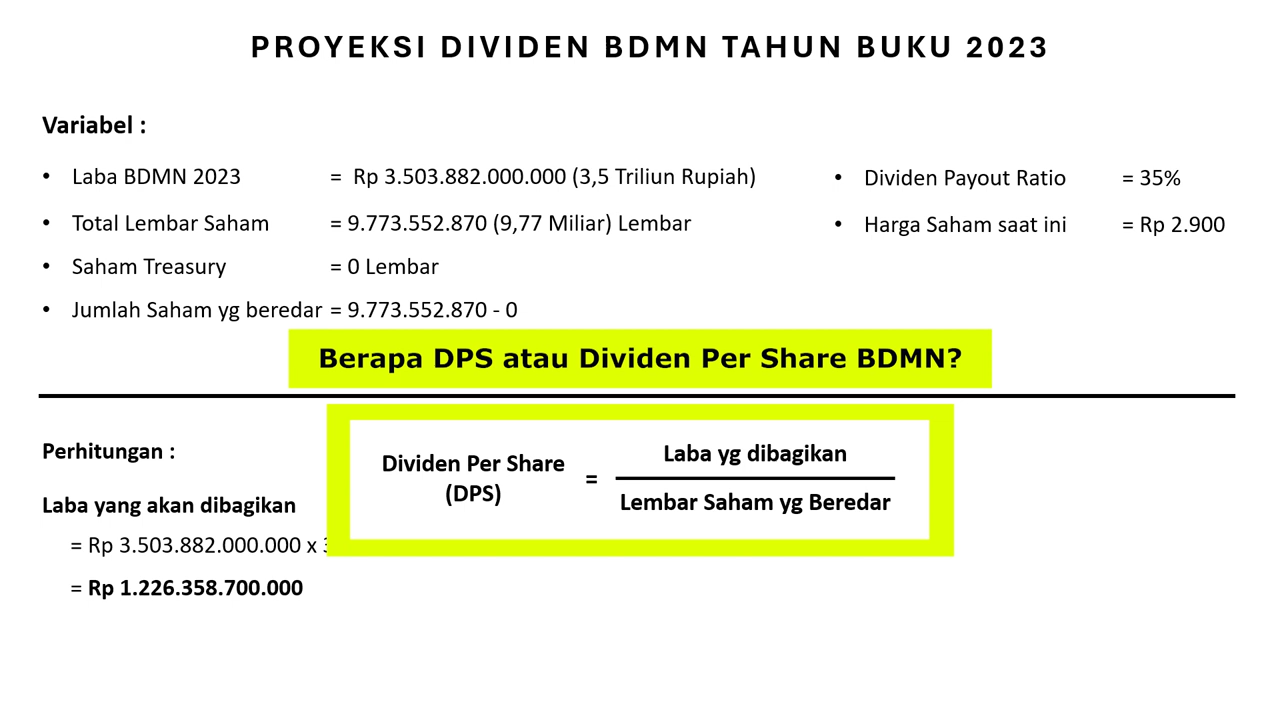 PROYEKSI DIVIDEN BDMN TAHUN BUKU 2023
Variabel :
• Laba BDMN 2023 = Rp 3.503.882.000.000 (3,5 Triliun Rupiah)
• Total Lembar Saham = 9.773.552.870 (9,77 Miliar) Lembar
• Saham Treasury = 0 Lembar
• Jumlah Saham yg beredar = 9.773.552.870 - 0
• Dividen Payout Ratio = 35%
• Harga Saham saat ini = Rp 2.900
Berapa DPS atau Dividen Per Share BDMN?
Perhitungan :
Laba yang akan dibagikan
= Rp 3.503.882.000.000 x
= Rp 1.226.358.700.000
Dividen Per Share
(DPS)
=
Laba yg dibagikan
Lembar Saham yg Beredar